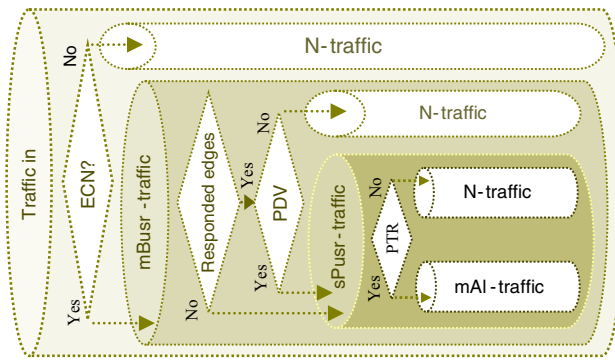 Traffic in
ECN?
No
N-traffic
Yes
mBusr-traffic
Responded edges
No
Yes
PDV
No
N-traffic
Yes
sPusr-traffic
PTR
No
N-traffic
Yes
mAl-traffic